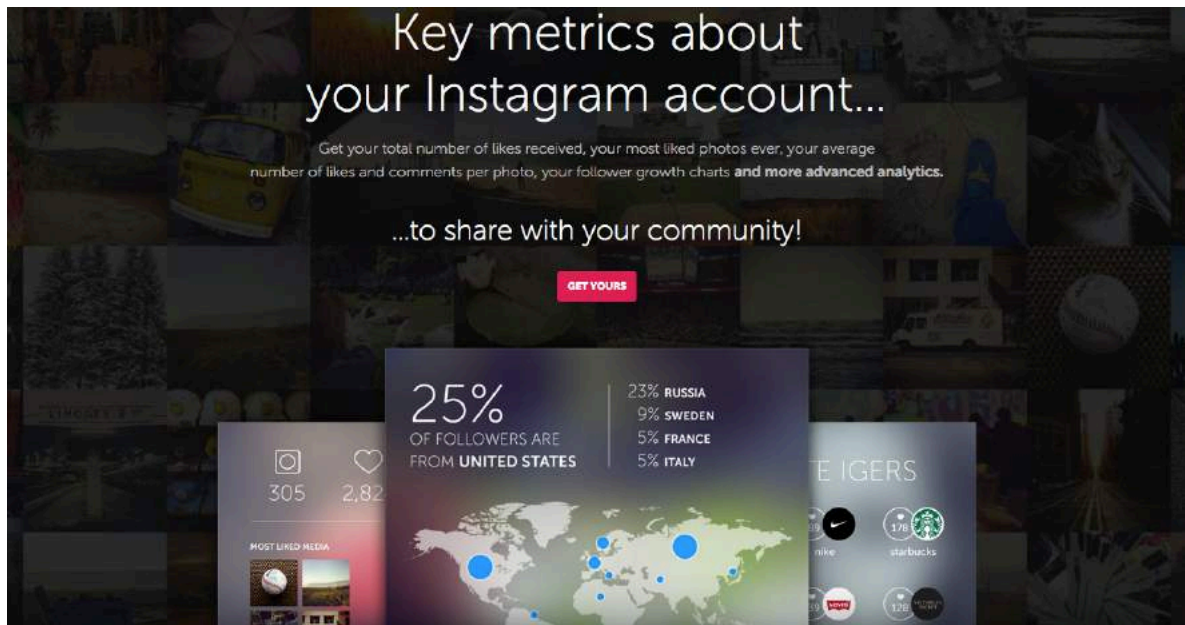 Key metrics about
your Instagram account...
Get your total number of likes received, your most liked photos ever, your average
number of likes and comments per photo, your follower growth charts and more advanced analytics.
...to share with your community!
GET YOURS
25%
OF FOLLOWERS ARE
FROM UNITED STATES
23% RUSSIA
9% SWEDEN
5% FRANCE
5% ITALY
305
2,82
MOST LIKED MEDIA
TE IGERS
nike
178
starbucks
128